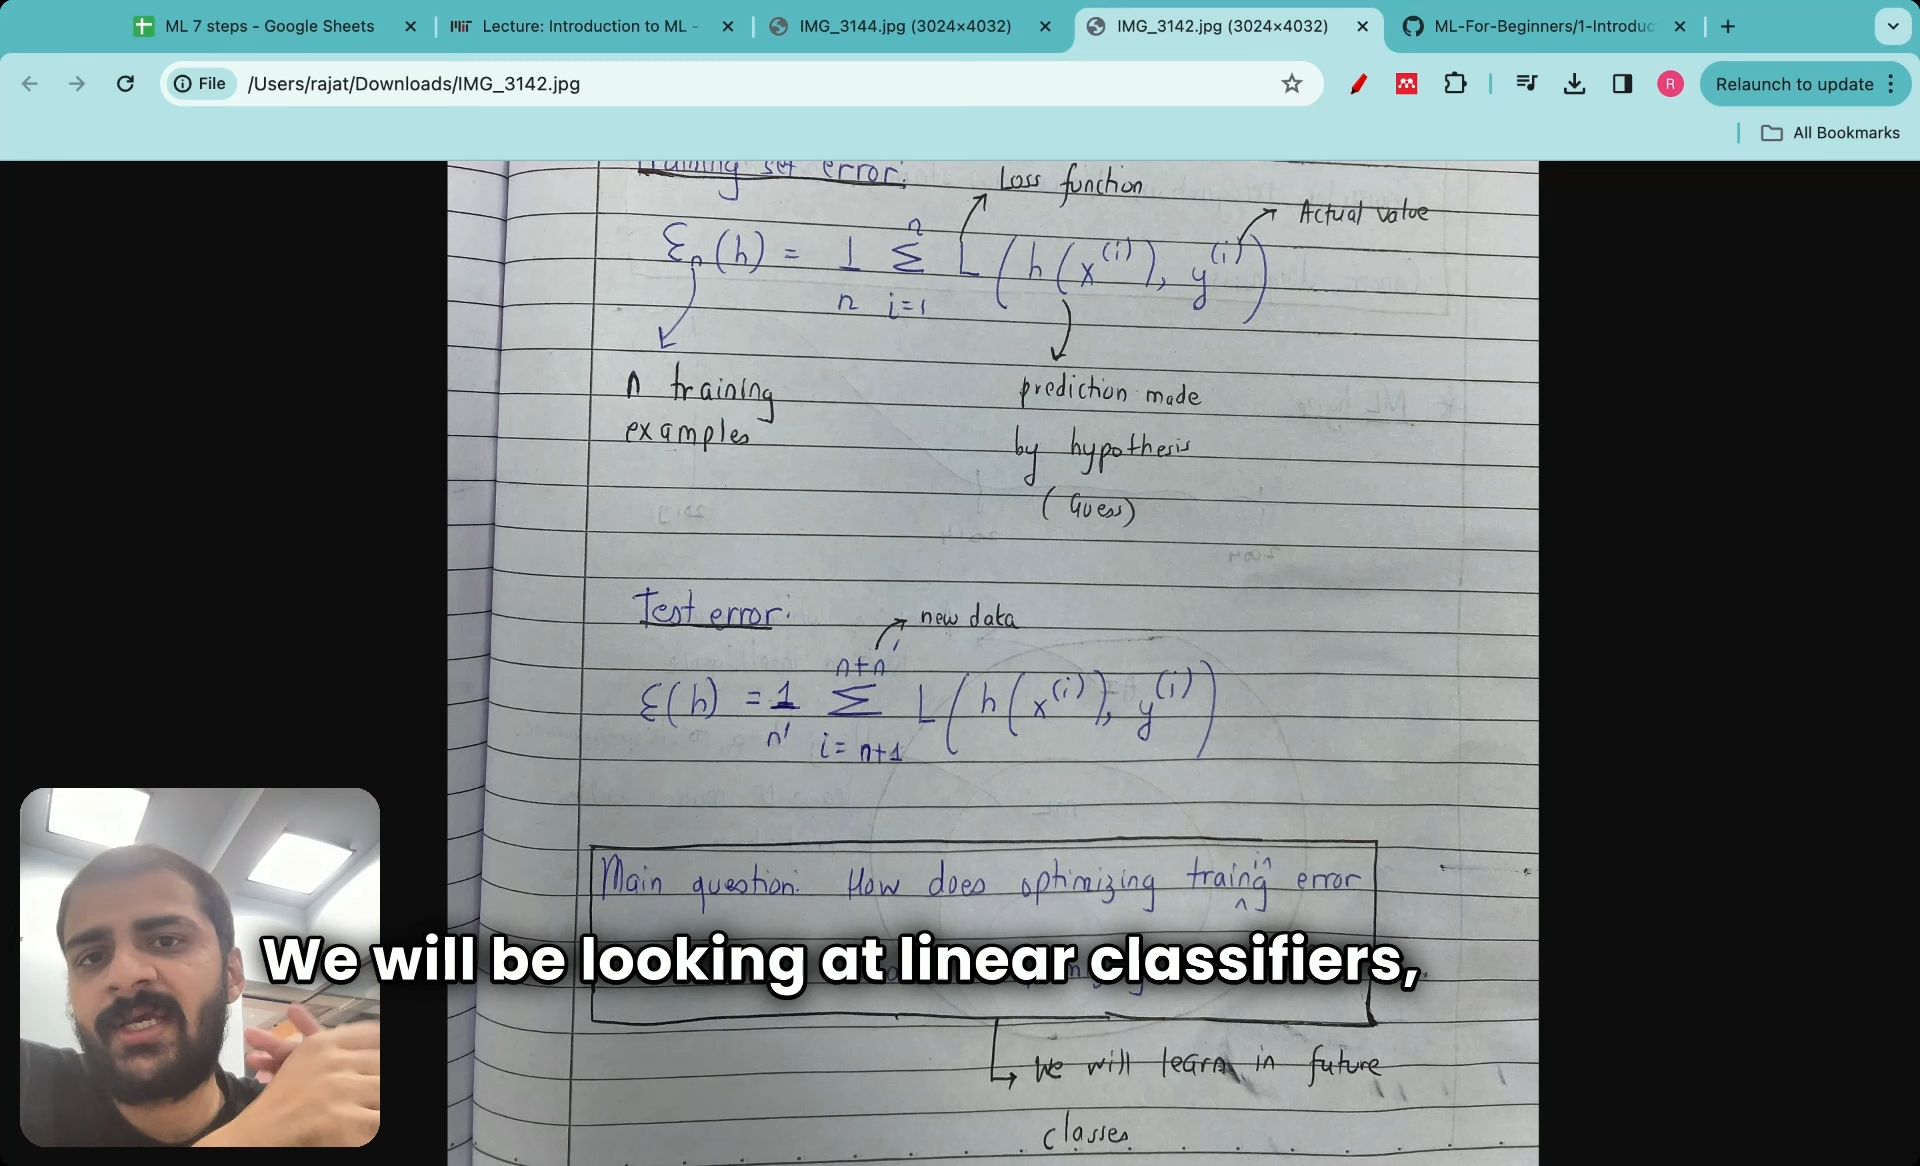 ML 7 steps - Google Sheets
Lecture: Introduction to ML -
IMG_3144.jpg (3024×4032)
IMG_3142.jpg (3024×4032)
ML-For-Beginners/1-Introduc
File /Users/rajat/Downloads/IMG_3142.jpg
R
Relaunch to update
All Bookmarks
Training set error:
Loss function
Actual value
Ɛn(h) = 1/n Σ i=1 n L(h(x^(i)), y^(i))
n training
examples
prediction made
by hypothesis
(Guess)
Test error:
new data
Ɛ(h) = 1/n' Σ i=n+1 n+n' L(h(x^(i)), y^(i))
Main question: How does optimizing training error
We will be looking at linear classifiers,
We will learn in future
classes.